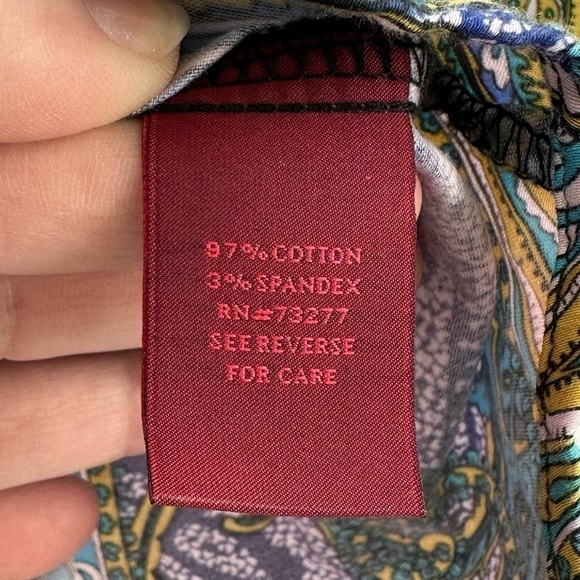 97% COTTON
3% SPANDEX
RN#73277
SEE REVERSE
FOR CARE